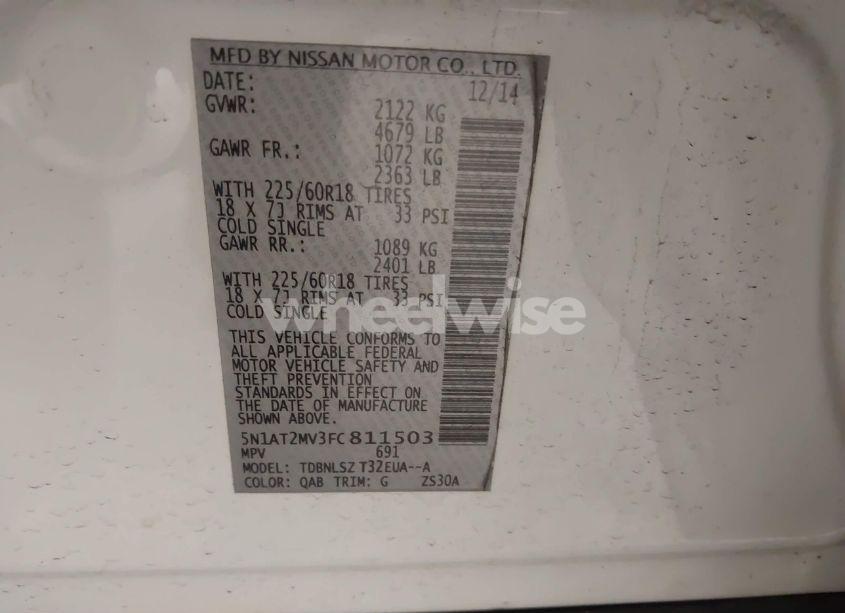 MFD BY NISSAN MOTOR CO., LTD.
DATE: 12/14
GVWR: 2122 KG
4679 LB
GAWR FR.: 1072 KG
2363 LB
WITH 225/60R18 TIRES
18 X 7J RIMS AT 33 PSI
COLD SINGLE
GAWR RR.: 1089 KG
2401 LB
WITH 225/60R18 TIRES
18 X 7J RIMS AT 33 PSI
COLD SINGLE
wheelwise
THIS VEHICLE CONFORMS TO
ALL APPLICABLE FEDERAL
MOTOR VEHICLE SAFETY AND
THEFT PREVENTION
STANDARDS IN EFFECT ON
THE DATE OF MANUFACTURE
SHOWN ABOVE.
5N1AT2MV3FC811503
MPV 691
MODEL: TDBNLSZ T32EUA--A
COLOR: QAB TRIM: G ZS30A